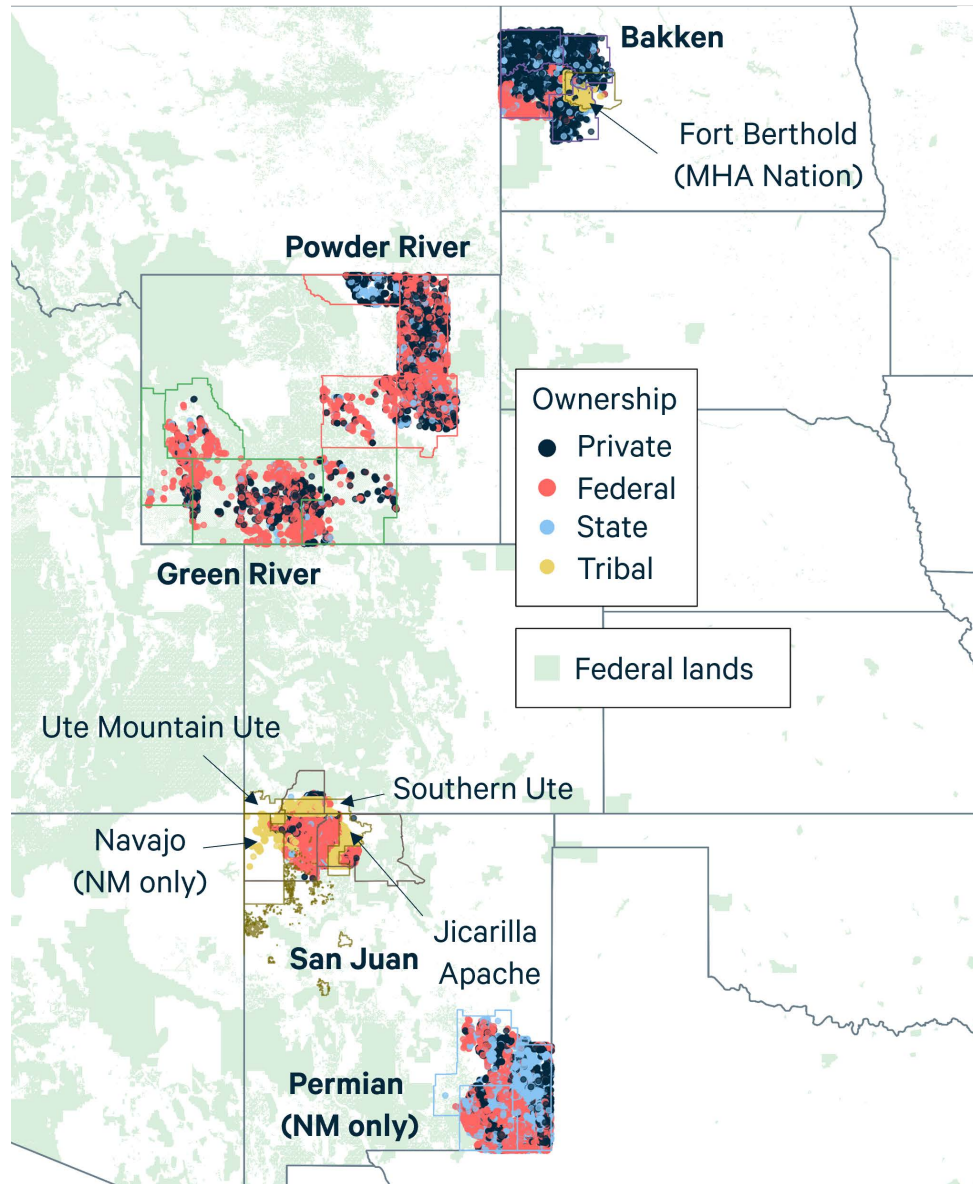 Bakken
Fort Berthold
(MHA Nation)
Powder River
Ownership
Private
Federal
State
Tribal
Green River
Federal lands
Ute Mountain Ute
Southern Ute
Navajo
(NM only)
Jicarilla
Apache
San Juan
Permian
(NM only)